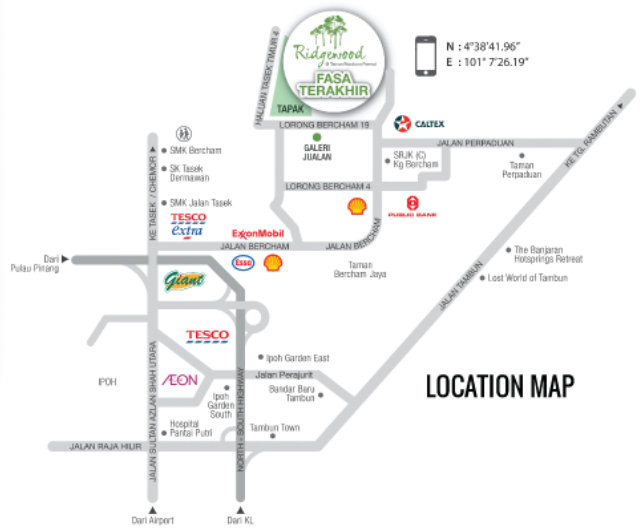 Ridgewood
@ Taman Bercham Permai
FASA
TERAKHIR
TAPAK
HALUAN TASEK TIMUR 4
N : 4°38'41.96"
E : 101° 7'26.19"
LORONG BERCHAM 19
CALTEX
GALERI
JUALAN
JALAN PERPADUAN
KE TG. RAMBUTAN
SRJK (C)
Kg Bercham
Taman
Perpaduan
SMK Bercham
SK Tasek
Dermawan
KE TASEK / CHEMOR
LORONG BERCHAM 4
SMK Jalan Tasek
PUBLIC BANK
TESCO
extra
ExxonMobil
JALAN BERCHAM
JALAN BERCHAM
Dari
Pulau Pinang
Esso
Taman
Bercham Jaya
The Banjaran
Hotsprings Retreat
Lost World of Tambun
JALAN TAMBUN
Giant
TESCO
Ipoh Garden East
Jalan Perajurit
IPOH
AEON
Ipoh
Garden
South
Bandar Baru
Tambun
LOCATION MAP
JALAN SULTAN AZLAN SHAH UTARA
NORTH - SOUTH HIGHWAY
Hospital
Pantai Putri
Tambun Town
JALAN RAJA HILIR
Dari Airport
Dari KL